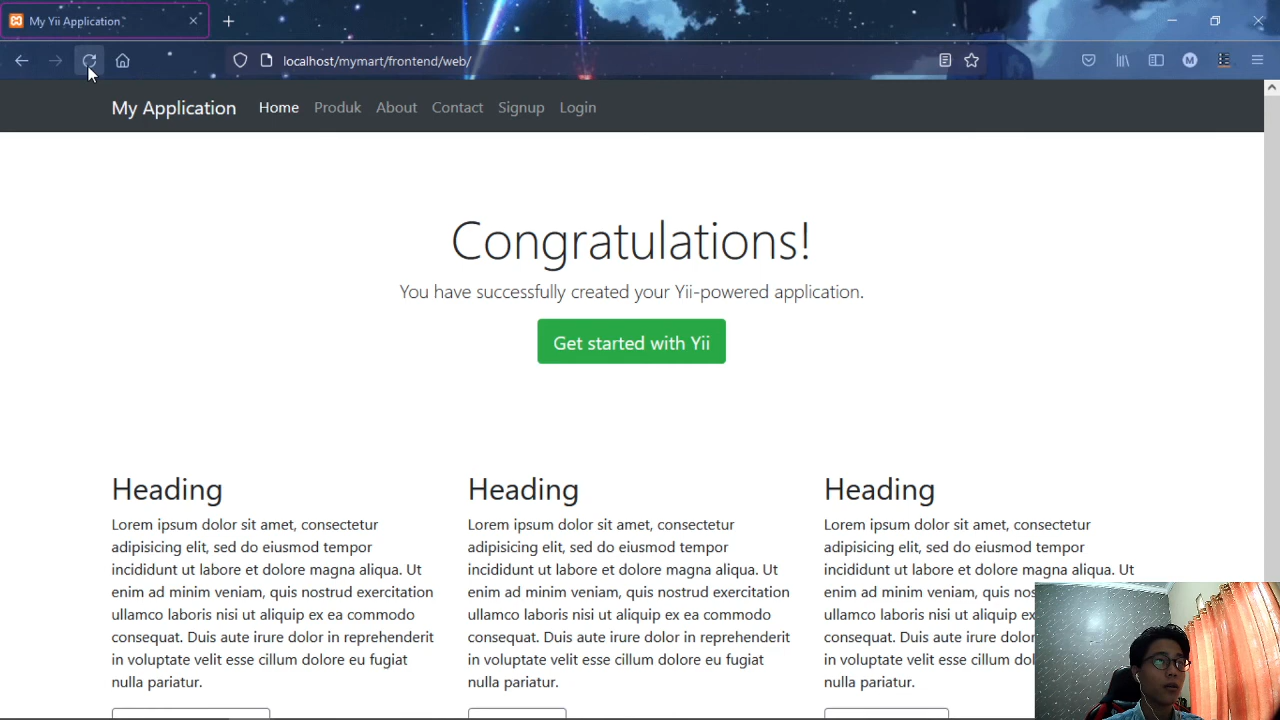 My Yii Application
localhost/mymart/frontend/web/
M
My Application Home Produk About Contact Signup Login
Congratulations!
You have successfully created your Yii-powered application.
Get started with Yii
Heading
Lorem ipsum dolor sit amet, consectetur
adipisicing elit, sed do eiusmod tempor
incididunt ut labore et dolore magna aliqua. Ut
enim ad minim veniam, quis nostrud exercitation
ullamco laboris nisi ut aliquip ex ea commodo
consequat. Duis aute irure dolor in reprehenderit
in voluptate velit esse cillum dolore eu fugiat
nulla pariatur.
Heading
Lorem ipsum dolor sit amet, consectetur
adipisicing elit, sed do eiusmod tempor
incididunt ut labore et dolore magna aliqua. Ut
enim ad minim veniam, quis nostrud exercitation
ullamco laboris nisi ut aliquip ex ea commodo
consequat. Duis aute irure dolor in reprehenderit
in voluptate velit esse cillum dolore eu fugiat
nulla pariatur.
Heading
Lorem ipsum dolor sit amet, consectetur
adipisicing elit, sed do eiusmod tempor
incididunt ut labore et dolore magna aliqua. Ut
enim ad minim veniam, quis
ullamco laboris nisi ut aliquip ex
consequat. Duis aute irure dolor
in voluptate velit esse cillum
nulla pariatur.